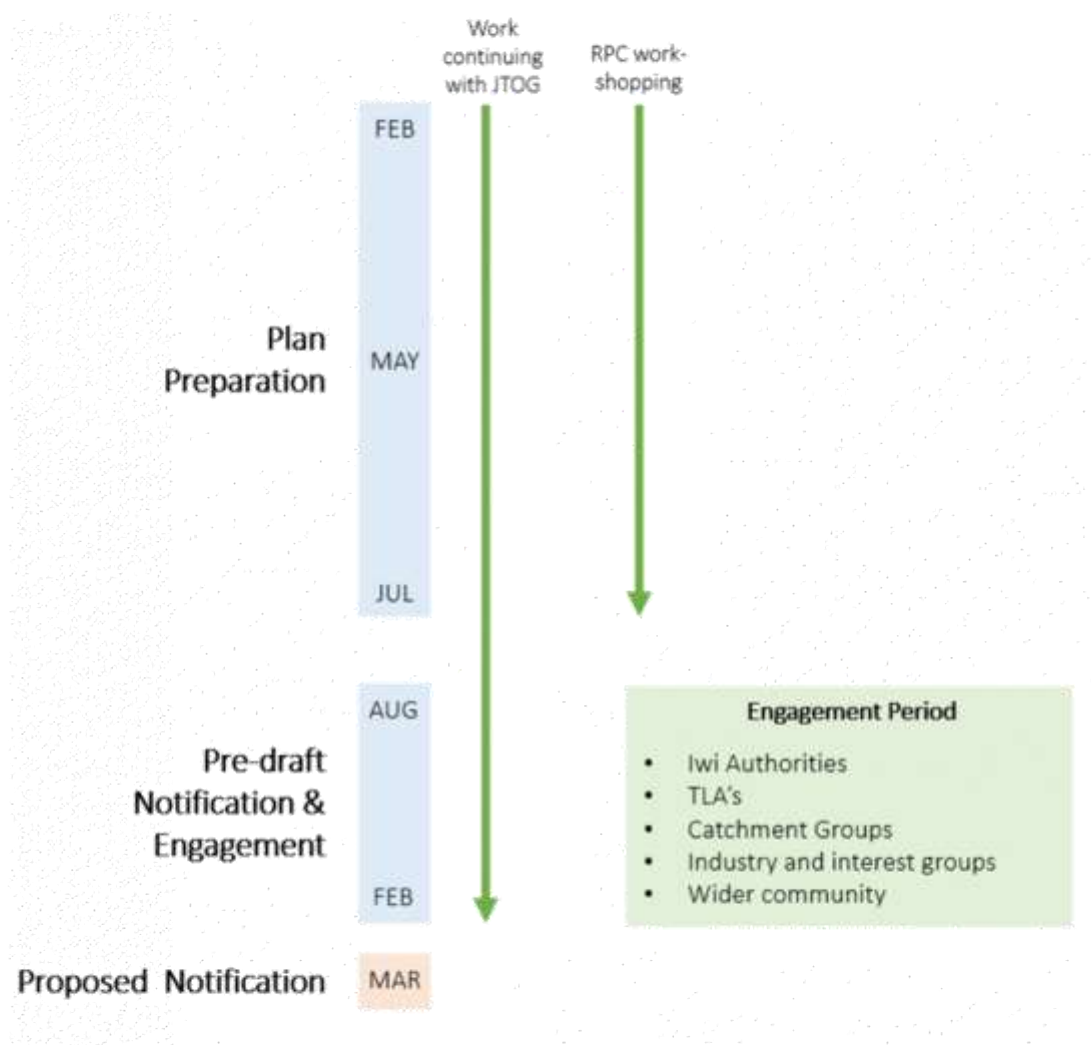 Work
continuing
with JTOG
RPC work-
shopping
FEB
Plan
Preparation
MAY
JUL
AUG
Pre-draft
Notification &
Engagement
FEB
Engagement Period
• Iwi Authorities
• TLA's
• Catchment Groups
• Industry and interest groups
• Wider community
Proposed Notification
MAR